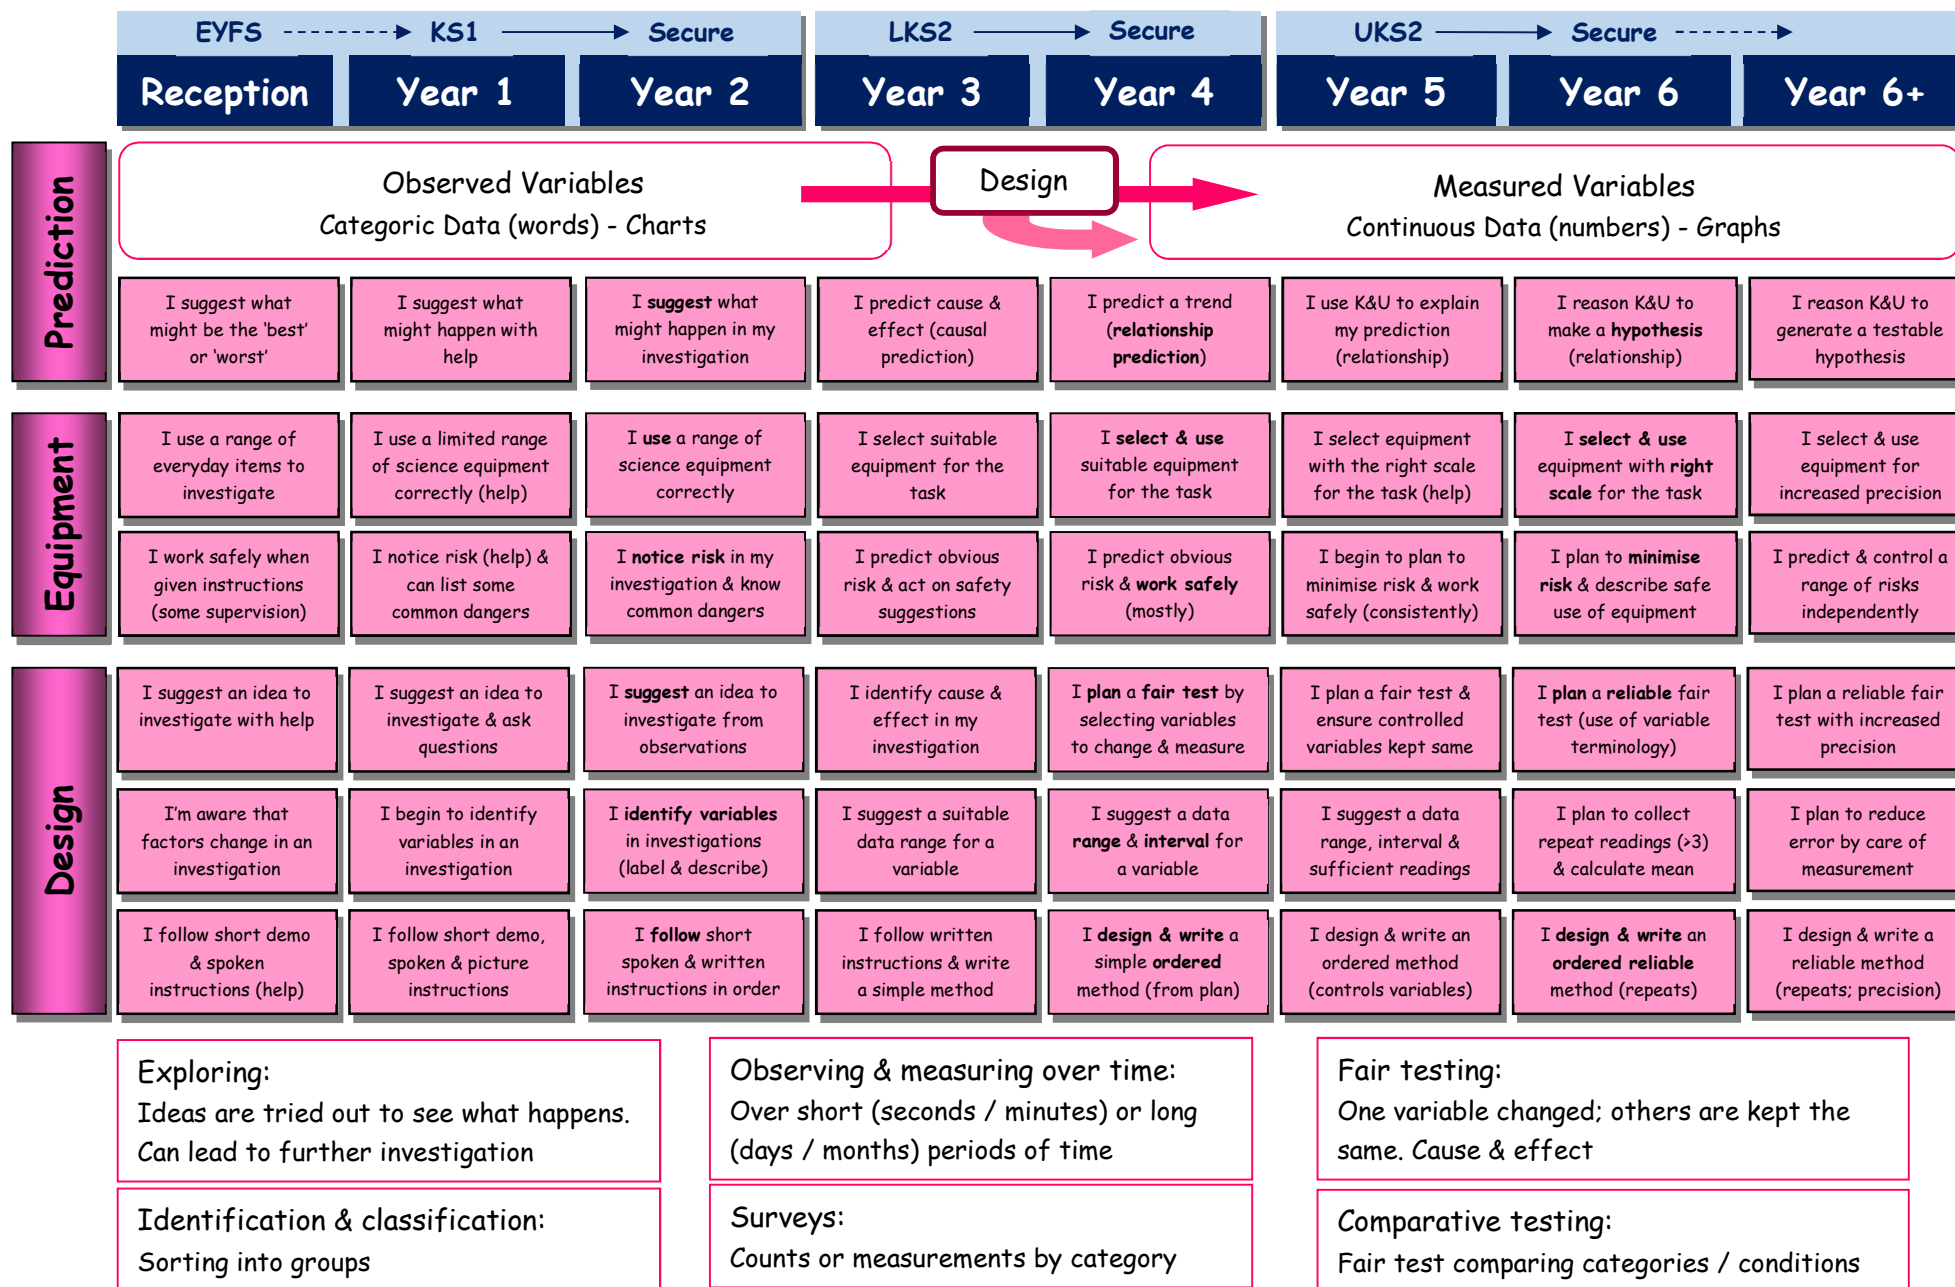 EYFS KS1 Secure LKS2 Secure UKS2 Secure
Reception Year 1 Year 2 Year 3 Year 4 Year 5 Year 6 Year 6+
Prediction
Observed Variables
Categoric Data (words) - Charts
Design
Measured Variables
Continuous Data (numbers) - Graphs
I suggest what
might be the ‘best’
or ‘worst’
I suggest what
might happen with
help
I suggest what
might happen in my
investigation
I predict cause &
effect (causal
prediction)
I predict a trend
(relationship
prediction)
I use K&U to explain
my prediction
(relationship)
I reason K&U to
make a hypothesis
(relationship)
I reason K&U to
generate a testable
hypothesis
Equipment
I use a range of
everyday items to
investigate
I use a limited range
of science equipment
correctly (help)
I use a range of
science equipment
correctly
I select suitable
equipment for the
task
I select & use
suitable equipment
for the task
I select equipment
with the right scale
for the task (help)
I select & use
equipment with right
scale for the task
I select & use
equipment for
increased precision
I work safely when
given instructions
(some supervision)
I notice risk (help) &
can list some
common dangers
I notice risk in my
investigation & know
common dangers
I predict obvious
risk & act on safety
suggestions
I predict obvious
risk & work safely
(mostly)
I begin to plan to
minimise risk & work
safely (consistently)
I plan to minimise
risk & describe safe
use of equipment
I predict & control a
range of risks
independently
Design
I suggest an idea to
investigate with help
I suggest an idea to
investigate & ask
questions
I suggest an idea to
investigate from
observations
I identify cause &
effect in my
investigation
I plan a fair test by
selecting variables
to change & measure
I plan a fair test &
ensure controlled
variables kept same
I plan a reliable fair
test (use of variable
terminology)
I plan a reliable fair
test with increased
precision
I’m aware that
factors change in an
investigation
I begin to identify
variables in an
investigation
I identify variables
in investigations
(label & describe)
I suggest a suitable
data range for a
variable
I suggest a data
range & interval for
a variable
I suggest a data
range, interval &
sufficient readings
I plan to collect
repeat readings (>3)
& calculate mean
I plan to reduce
error by care of
measurement
I follow short demo
& spoken
instructions (help)
I follow short demo,
spoken & picture
instructions
I follow short
spoken & written
instructions in order
I follow written
instructions & write
a simple method
I design & write a
simple ordered
method (from plan)
I design & write an
ordered method
(controls variables)
I design & write an
ordered reliable
method (repeats)
I design & write a
reliable method
(repeats; precision)
Exploring:
Ideas are tried out to see what happens.
Can lead to further investigation
Observing & measuring over time:
Over short (seconds / minutes) or long
(days / months) periods of time
Fair testing:
One variable changed; others are kept the
same. Cause & effect
Identification & classification:
Sorting into groups
Surveys:
Counts or measurements by category
Comparative testing:
Fair test comparing categories / conditions